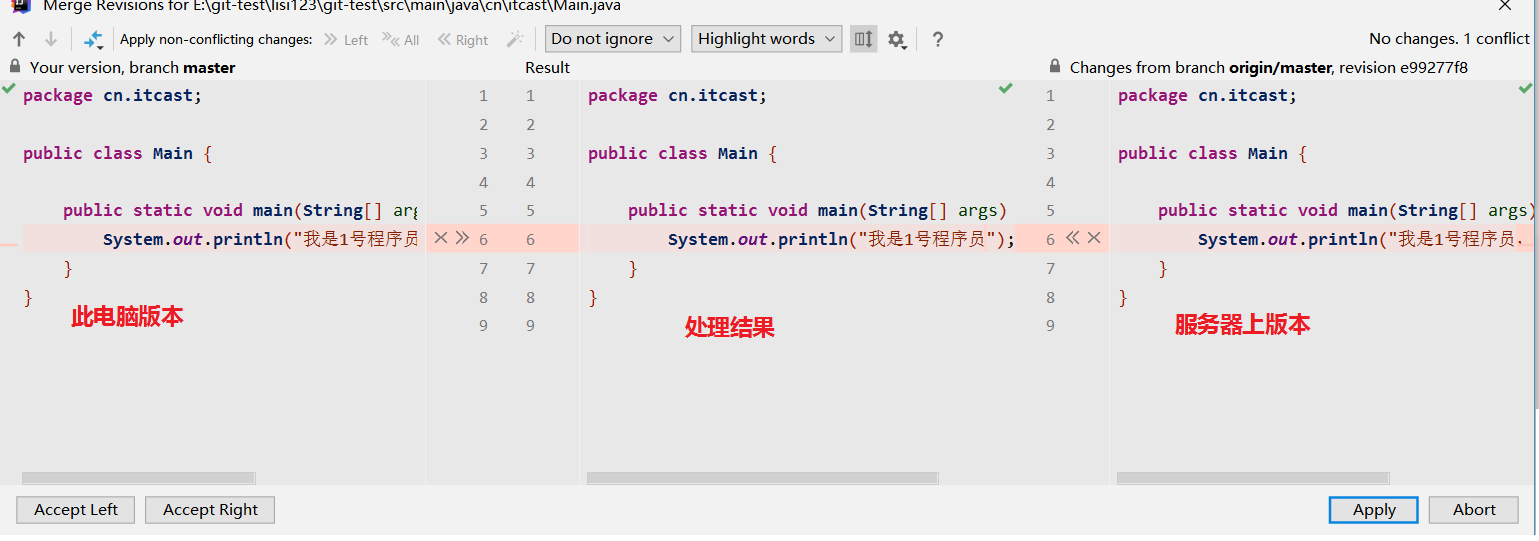 Merge Revisions for E:\git-test\lisi123\git-test\src\main\java\cn\itcast\Main.java
Apply non-conflicting changes: Left All Right Do not ignore Highlight words ? No changes. 1 conflict
Your version, branch master Result Changes from branch origin/master, revision e99277f8
package cn.itcast; 1 1 package cn.itcast; 1 package cn.itcast;
2 2 2
public class Main { 3 3 public class Main { 3 public class Main {
4 4 4
public static void main(String[] arg 5 5 public static void main(String[] args) 5 public static void main(String[] args)
System.out.println("我是1号程序员 6 6 System.out.println("我是1号程序员"); 6 System.out.println("我是1号程序员.
} 7 7 } 7 }
} 8 8 } 8 }
9 9 9
此电脑版本 处理结果 服务器上版本
Accept Left Accept Right Apply Abort